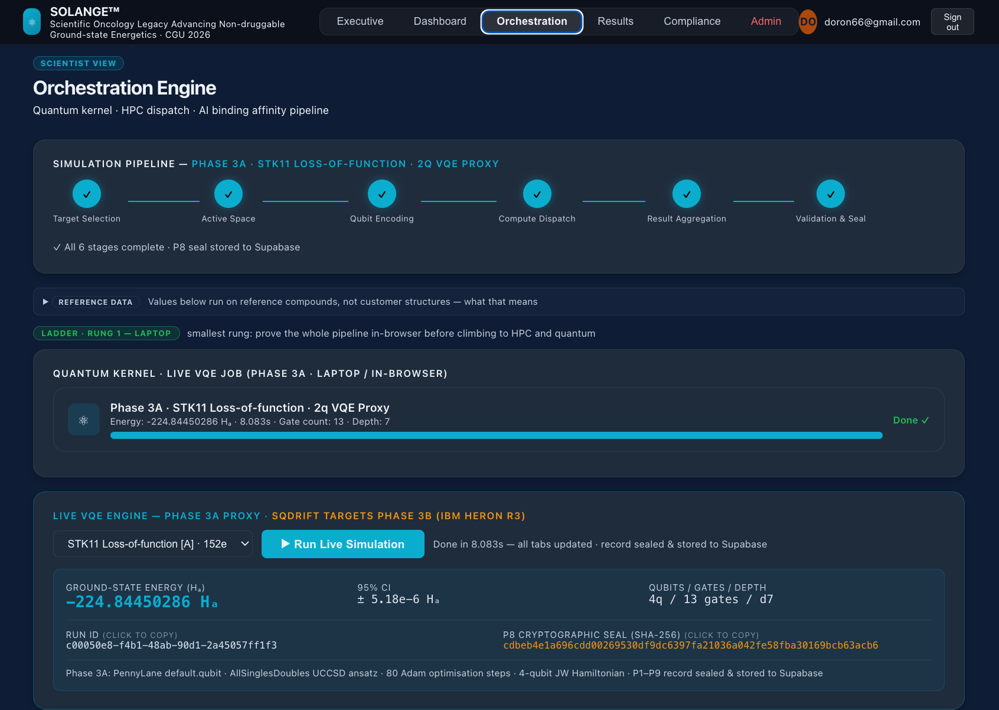 SOLANGE™
Scientific Oncology Legacy Advancing Non-druggable
Ground-state Energetics · CGU 2026
Executive
Dashboard
Orchestration
Results
Compliance
Admin
DO
doron66@gmail.com
Sign
out
SCIENTIST VIEW
Orchestration Engine
Quantum kernel · HPC dispatch · AI binding affinity pipeline
SIMULATION PIPELINE — PHASE 3A · STK11 LOSS-OF-FUNCTION · 2Q VQE PROXY
✓ ✓ ✓ ✓ ✓ ✓
Target Selection
Active Space
Qubit Encoding
Compute Dispatch
Result Aggregation
Validation & Seal
✓ All 6 stages complete · P8 seal stored to Supabase
▶ REFERENCE DATA Values below run on reference compounds, not customer structures — what that means
LADDER · RUNG 1 — LAPTOP smallest rung: prove the whole pipeline in-browser before climbing to HPC and quantum
QUANTUM KERNEL · LIVE VQE JOB (PHASE 3A · LAPTOP / IN-BROWSER)
Phase 3A · STK11 Loss-of-function · 2q VQE Proxy
Energy: -224.84450286 Hₐ · 8.083s · Gate count: 13 · Depth: 7
Done ✓
LIVE VQE ENGINE — PHASE 3A PROXY · SQDRIFT TARGETS PHASE 3B (IBM HERON R3)
STK11 Loss-of-function [A] · 152e
▶ Run Live Simulation
Done in 8.083s — all tabs updated · record sealed & stored to Supabase
GROUND-STATE ENERGY (Hₐ)
−224.84450286 Hₐ
95% CI
± 5.18e−6 Hₐ
QUBITS / GATES / DEPTH
4q / 13 gates / d7
RUN ID (CLICK TO COPY)
c00050e8−f4b1−48ab−90d1−2a45057ff1f3
P8 CRYPTOGRAPHIC SEAL (SHA-256) (CLICK TO COPY)
cdbeb4e1a696cdd00269530df9dc6397fa21036a042fe58fba30169bcb63acb6
Phase 3A: PennyLane default.qubit · AllSinglesDoubles UCCSD ansatz · 80 Adam optimisation steps · 4-qubit JW Hamiltonian · P1–P9 record sealed & stored to Supabase